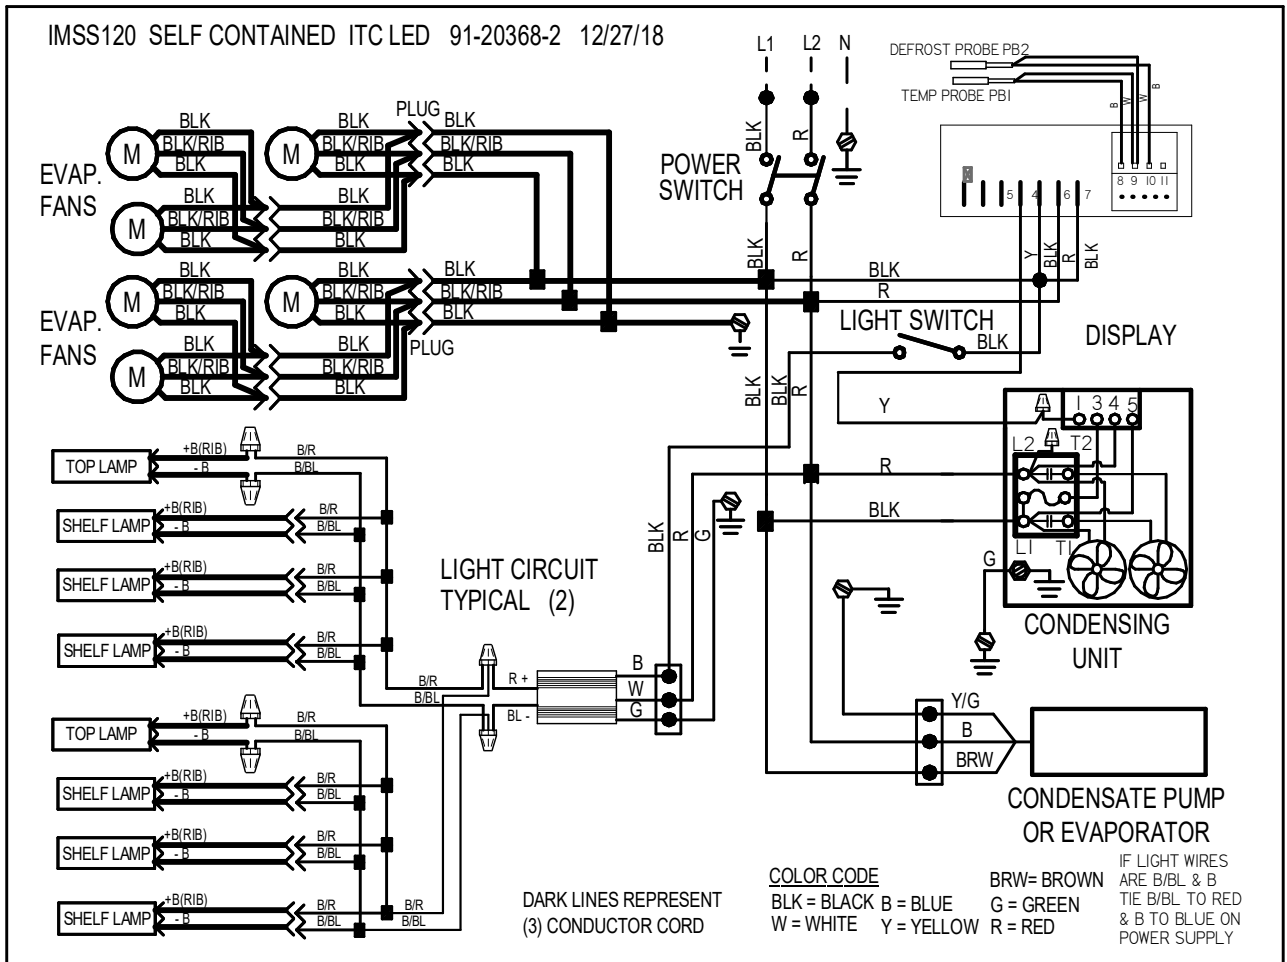 IMSS120 SELF CONTAINED ITC LED 91-20368-2 12/27/18
L1 L2 N
DEFROST PROBE PB2
TEMP PROBE PB1
B W W B
BLK R
POWER
SWITCH
PLUG
EVAP.
FANS
M
BLK
BLK/RIB
BLK
M
BLK
BLK/RIB
BLK
BLK
BLK/RIB
BLK
M
BLK
BLK/RIB
BLK
BLK
BLK/RIB
BLK
EVAP.
FANS
M
BLK
BLK/RIB
BLK
M
BLK
BLK/RIB
BLK
BLK
BLK/RIB
BLK
M
BLK
BLK/RIB
BLK
BLK
BLK/RIB
BLK
PLUG
5 4 6 7
8 9 10 11
Y BLK R BLK
BLK R
BLK
R
LIGHT SWITCH
BLK
DISPLAY
BLK BLK R
Y
1 3 4 5
L2 T2
L1 T1
R
BLK
G
CONDENSING
UNIT
TOP LAMP
+B(RIB)
- B
B/R
B/BL
SHELF LAMP
+B(RIB)
- B
B/R
B/BL
SHELF LAMP
+B(RIB)
- B
B/R
B/BL
SHELF LAMP
+B(RIB)
- B
B/R
B/BL
LIGHT CIRCUIT
TYPICAL (2)
BLK R G
B/R
B/BL
R +
BL -
B
W
G
TOP LAMP
+B(RIB)
- B
B/R
B/BL
SHELF LAMP
+B(RIB)
- B
B/R
B/BL
SHELF LAMP
+B(RIB)
- B
B/R
B/BL
SHELF LAMP
+B(RIB)
- B
B/R
B/BL
B/R
B/BL
Y/G
B
BRW
CONDENSATE PUMP
OR EVAPORATOR
DARK LINES REPRESENT
(3) CONDUCTOR CORD
COLOR CODE
BLK = BLACK B = BLUE
W = WHITE Y = YELLOW
BRW= BROWN
G = GREEN
R = RED
IF LIGHT WIRES
ARE B/BL & B
TIE B/BL TO RED
& B TO BLUE ON
POWER SUPPLY